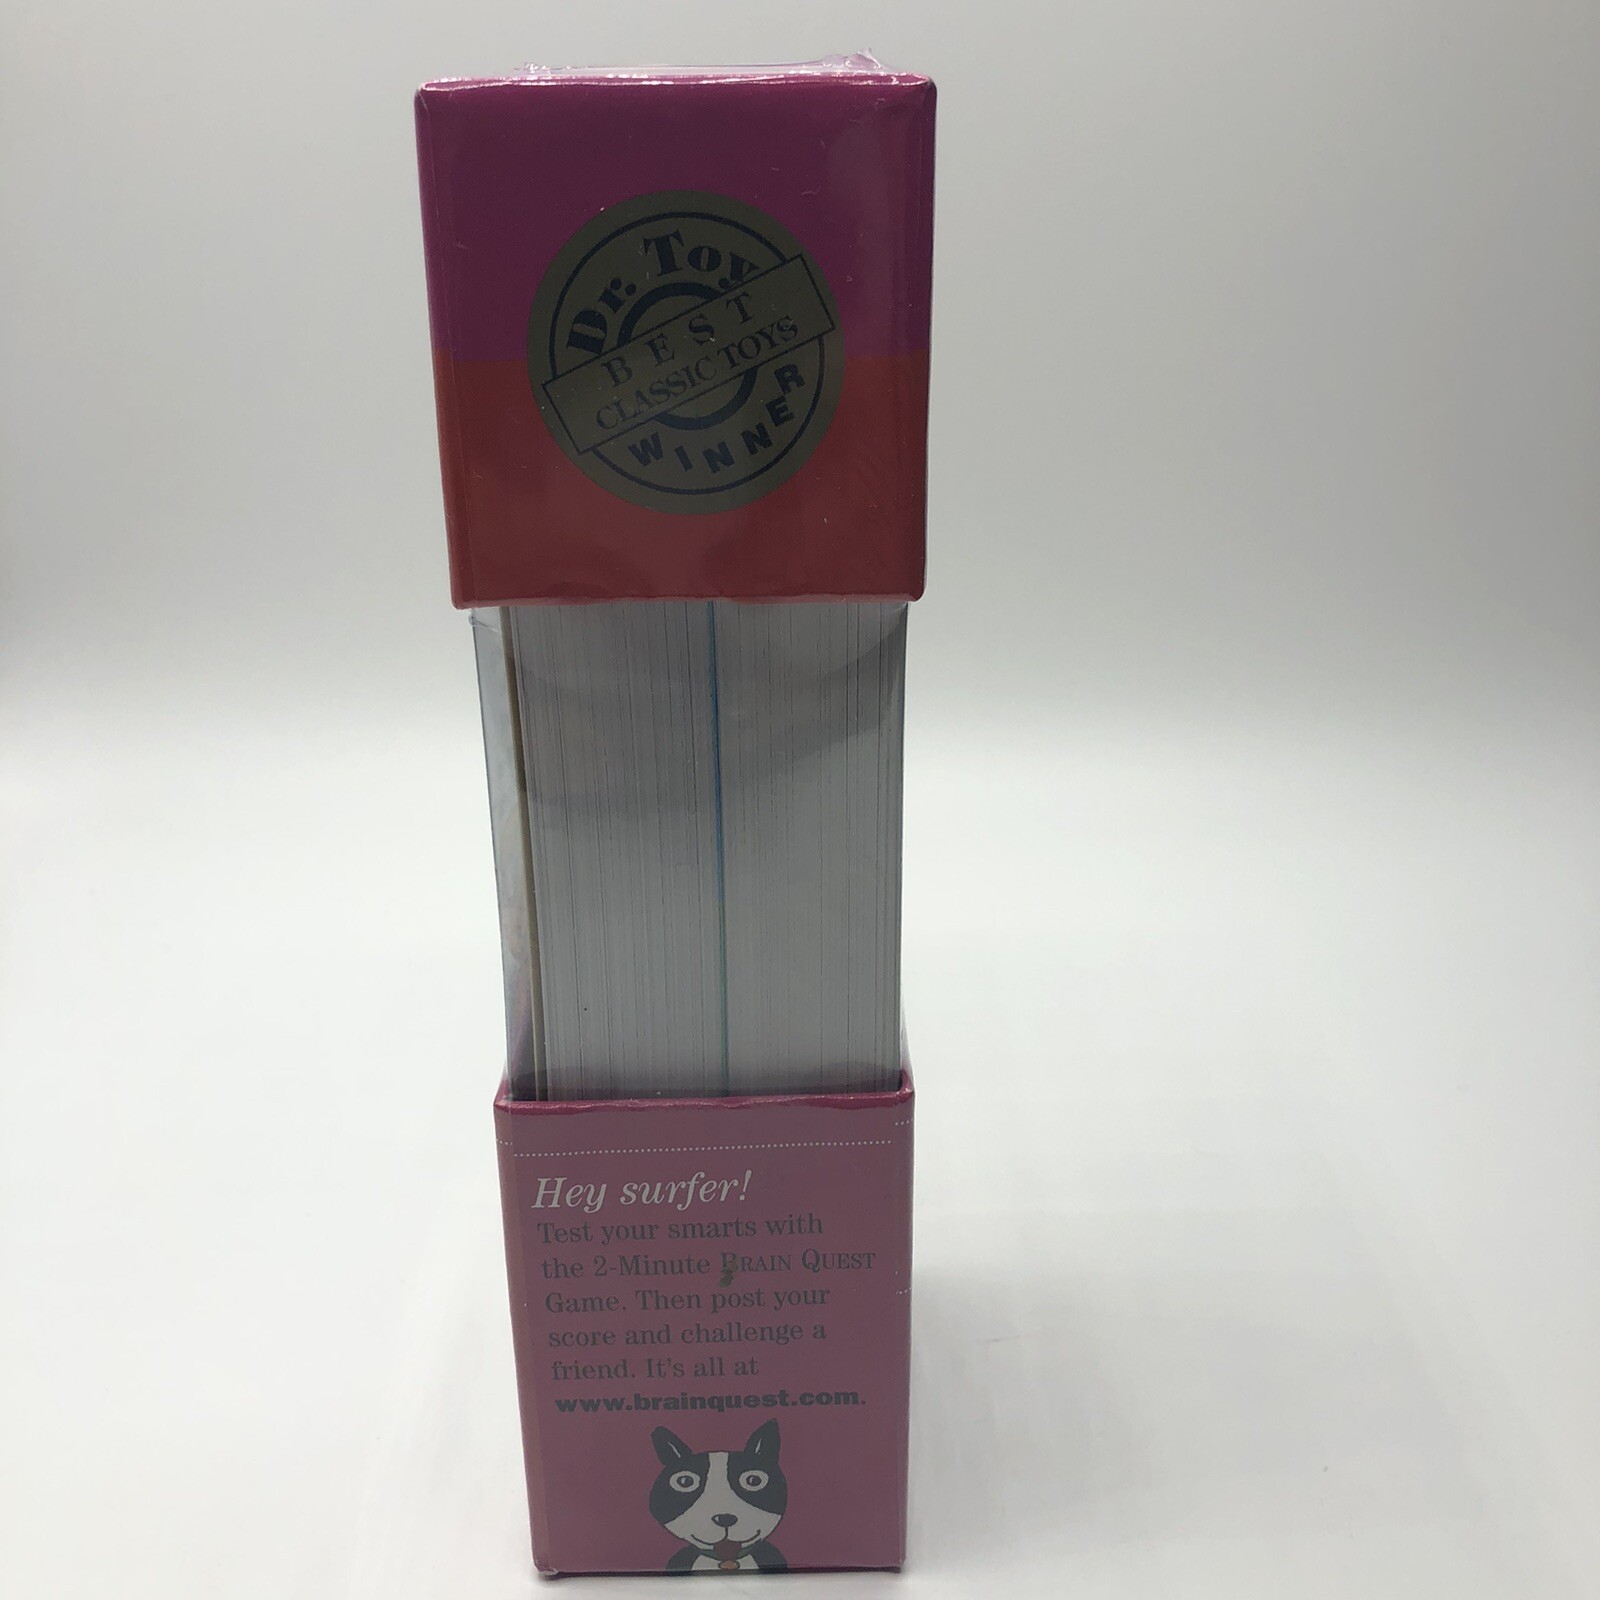 Dr. Toy
BEST
CLASSIC TOYS
WINNER
Hey surfer!
Test your smarts with
the 2-Minute BRAIN QUEST
Game. Then post your
score and challenge a
friend. It's all at
www.brainquest.com.